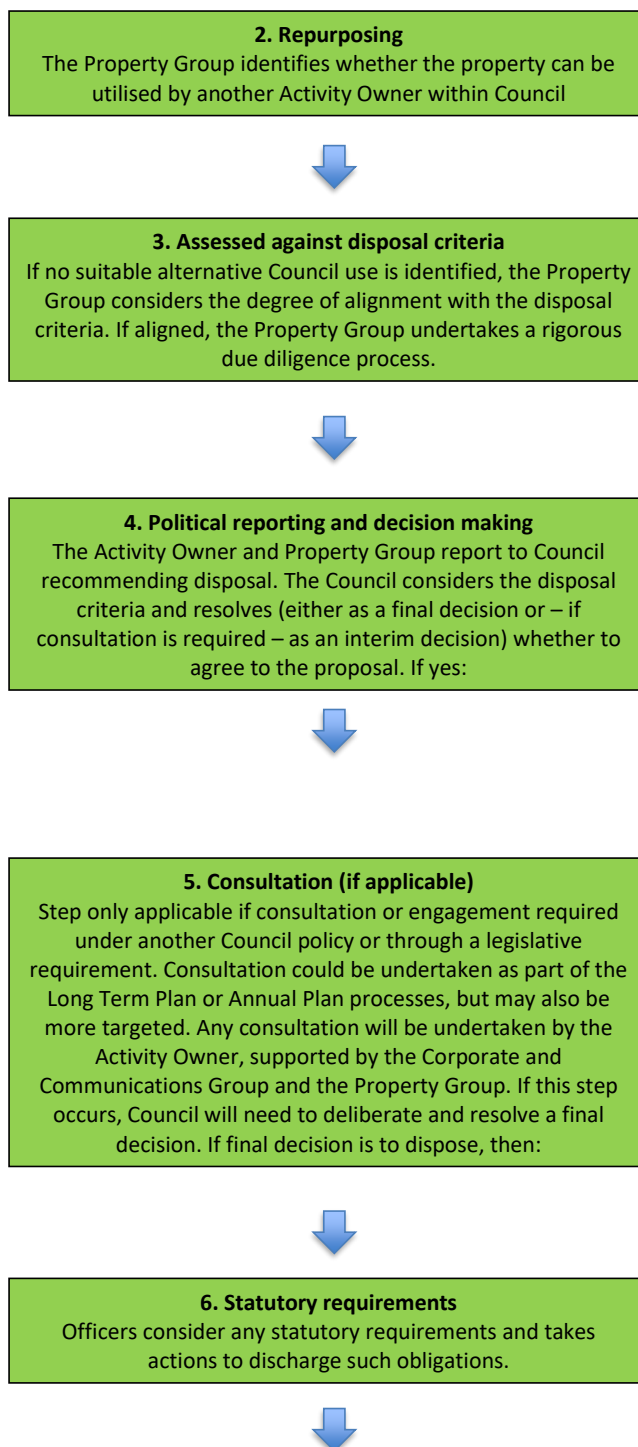 2. Repurposing
The Property Group identifies whether the property can be
utilised by another Activity Owner within Council
3. Assessed against disposal criteria
If no suitable alternative Council use is identified, the Property
Group considers the degree of alignment with the disposal
criteria. If aligned, the Property Group undertakes a rigorous
due diligence process.
4. Political reporting and decision making
The Activity Owner and Property Group report to Council
recommending disposal. The Council considers the disposal
criteria and resolves (either as a final decision or – if
consultation is required – as an interim decision) whether to
agree to the proposal. If yes:
5. Consultation (if applicable)
Step only applicable if consultation or engagement required
under another Council policy or through a legislative
requirement. Consultation could be undertaken as part of the
Long Term Plan or Annual Plan processes, but may also be
more targeted. Any consultation will be undertaken by the
Activity Owner, supported by the Corporate and
Communications Group and the Property Group. If this step
occurs, Council will need to deliberate and resolve a final
decision. If final decision is to dispose, then:
6. Statutory requirements
Officers consider any statutory requirements and takes
actions to discharge such obligations.